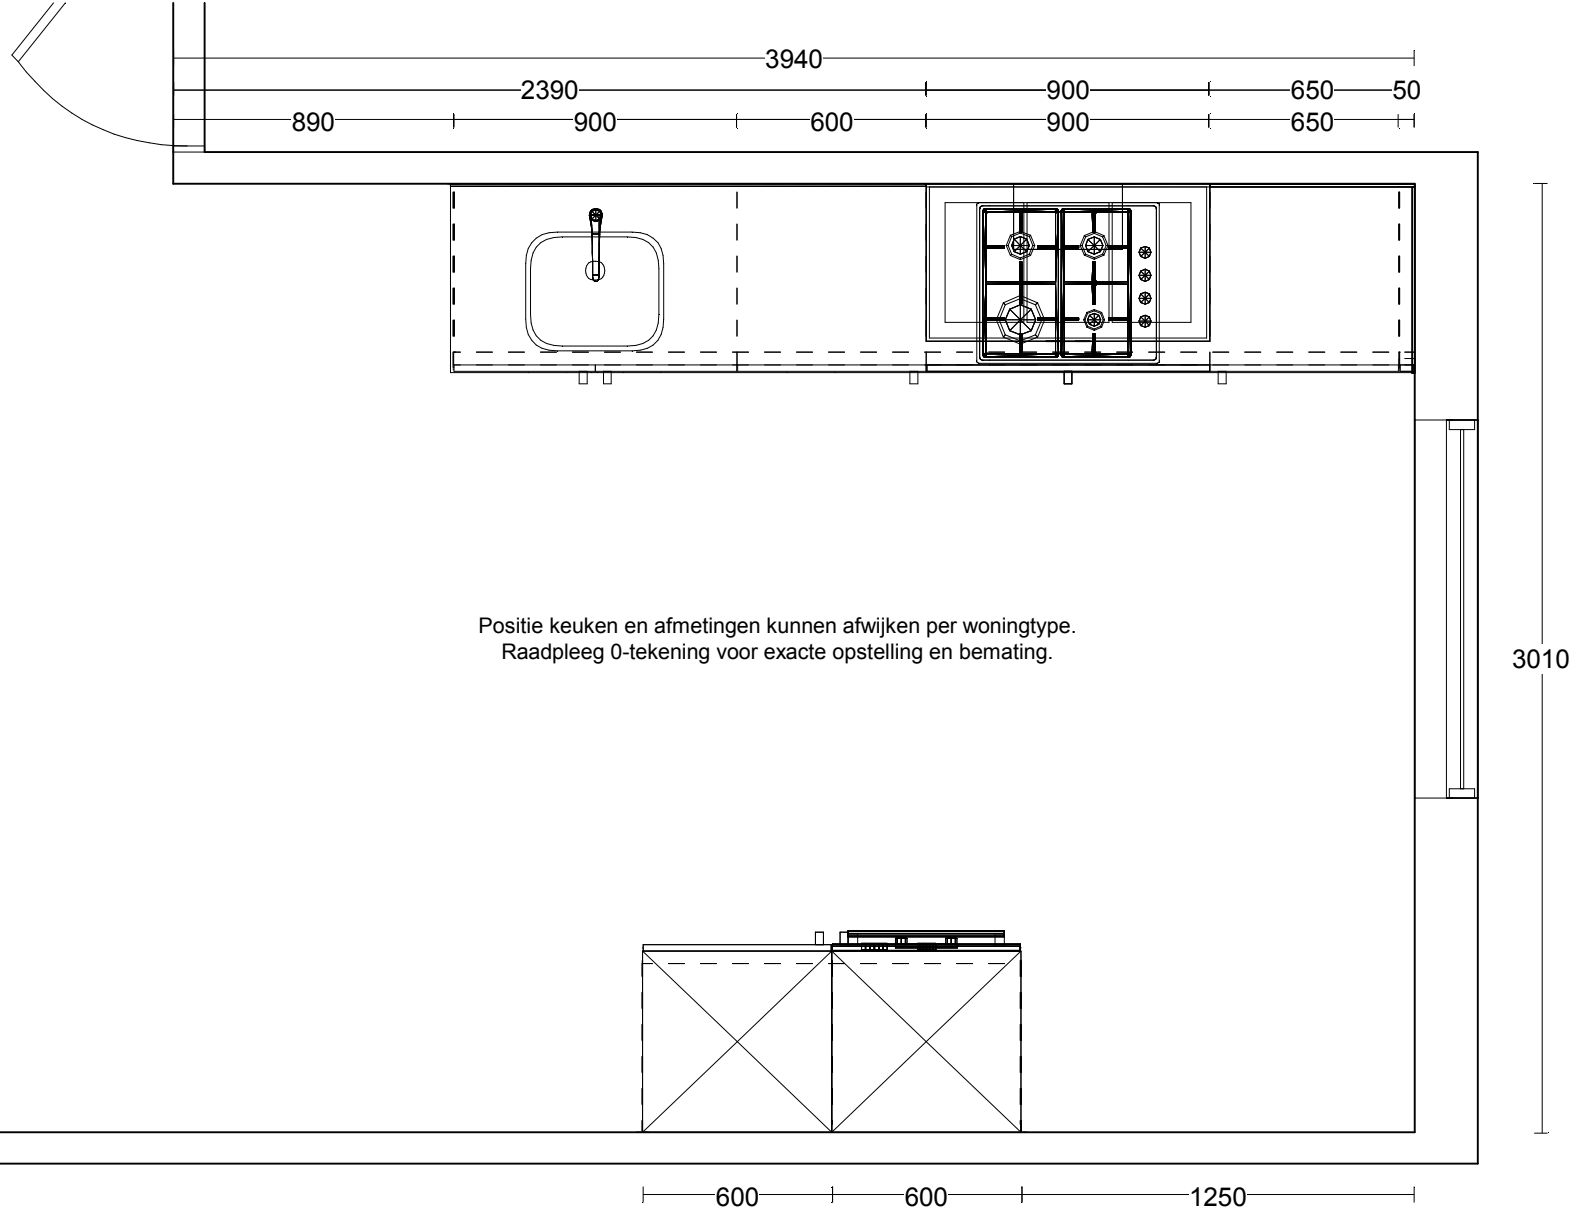 3940
2390 900 650 50
890 900 600 900 650
Positie keuken en afmetingen kunnen afwijken per woningtype.
Raadpleeg 0-tekening voor exacte opstelling en bemating.
3010
600 600 1250